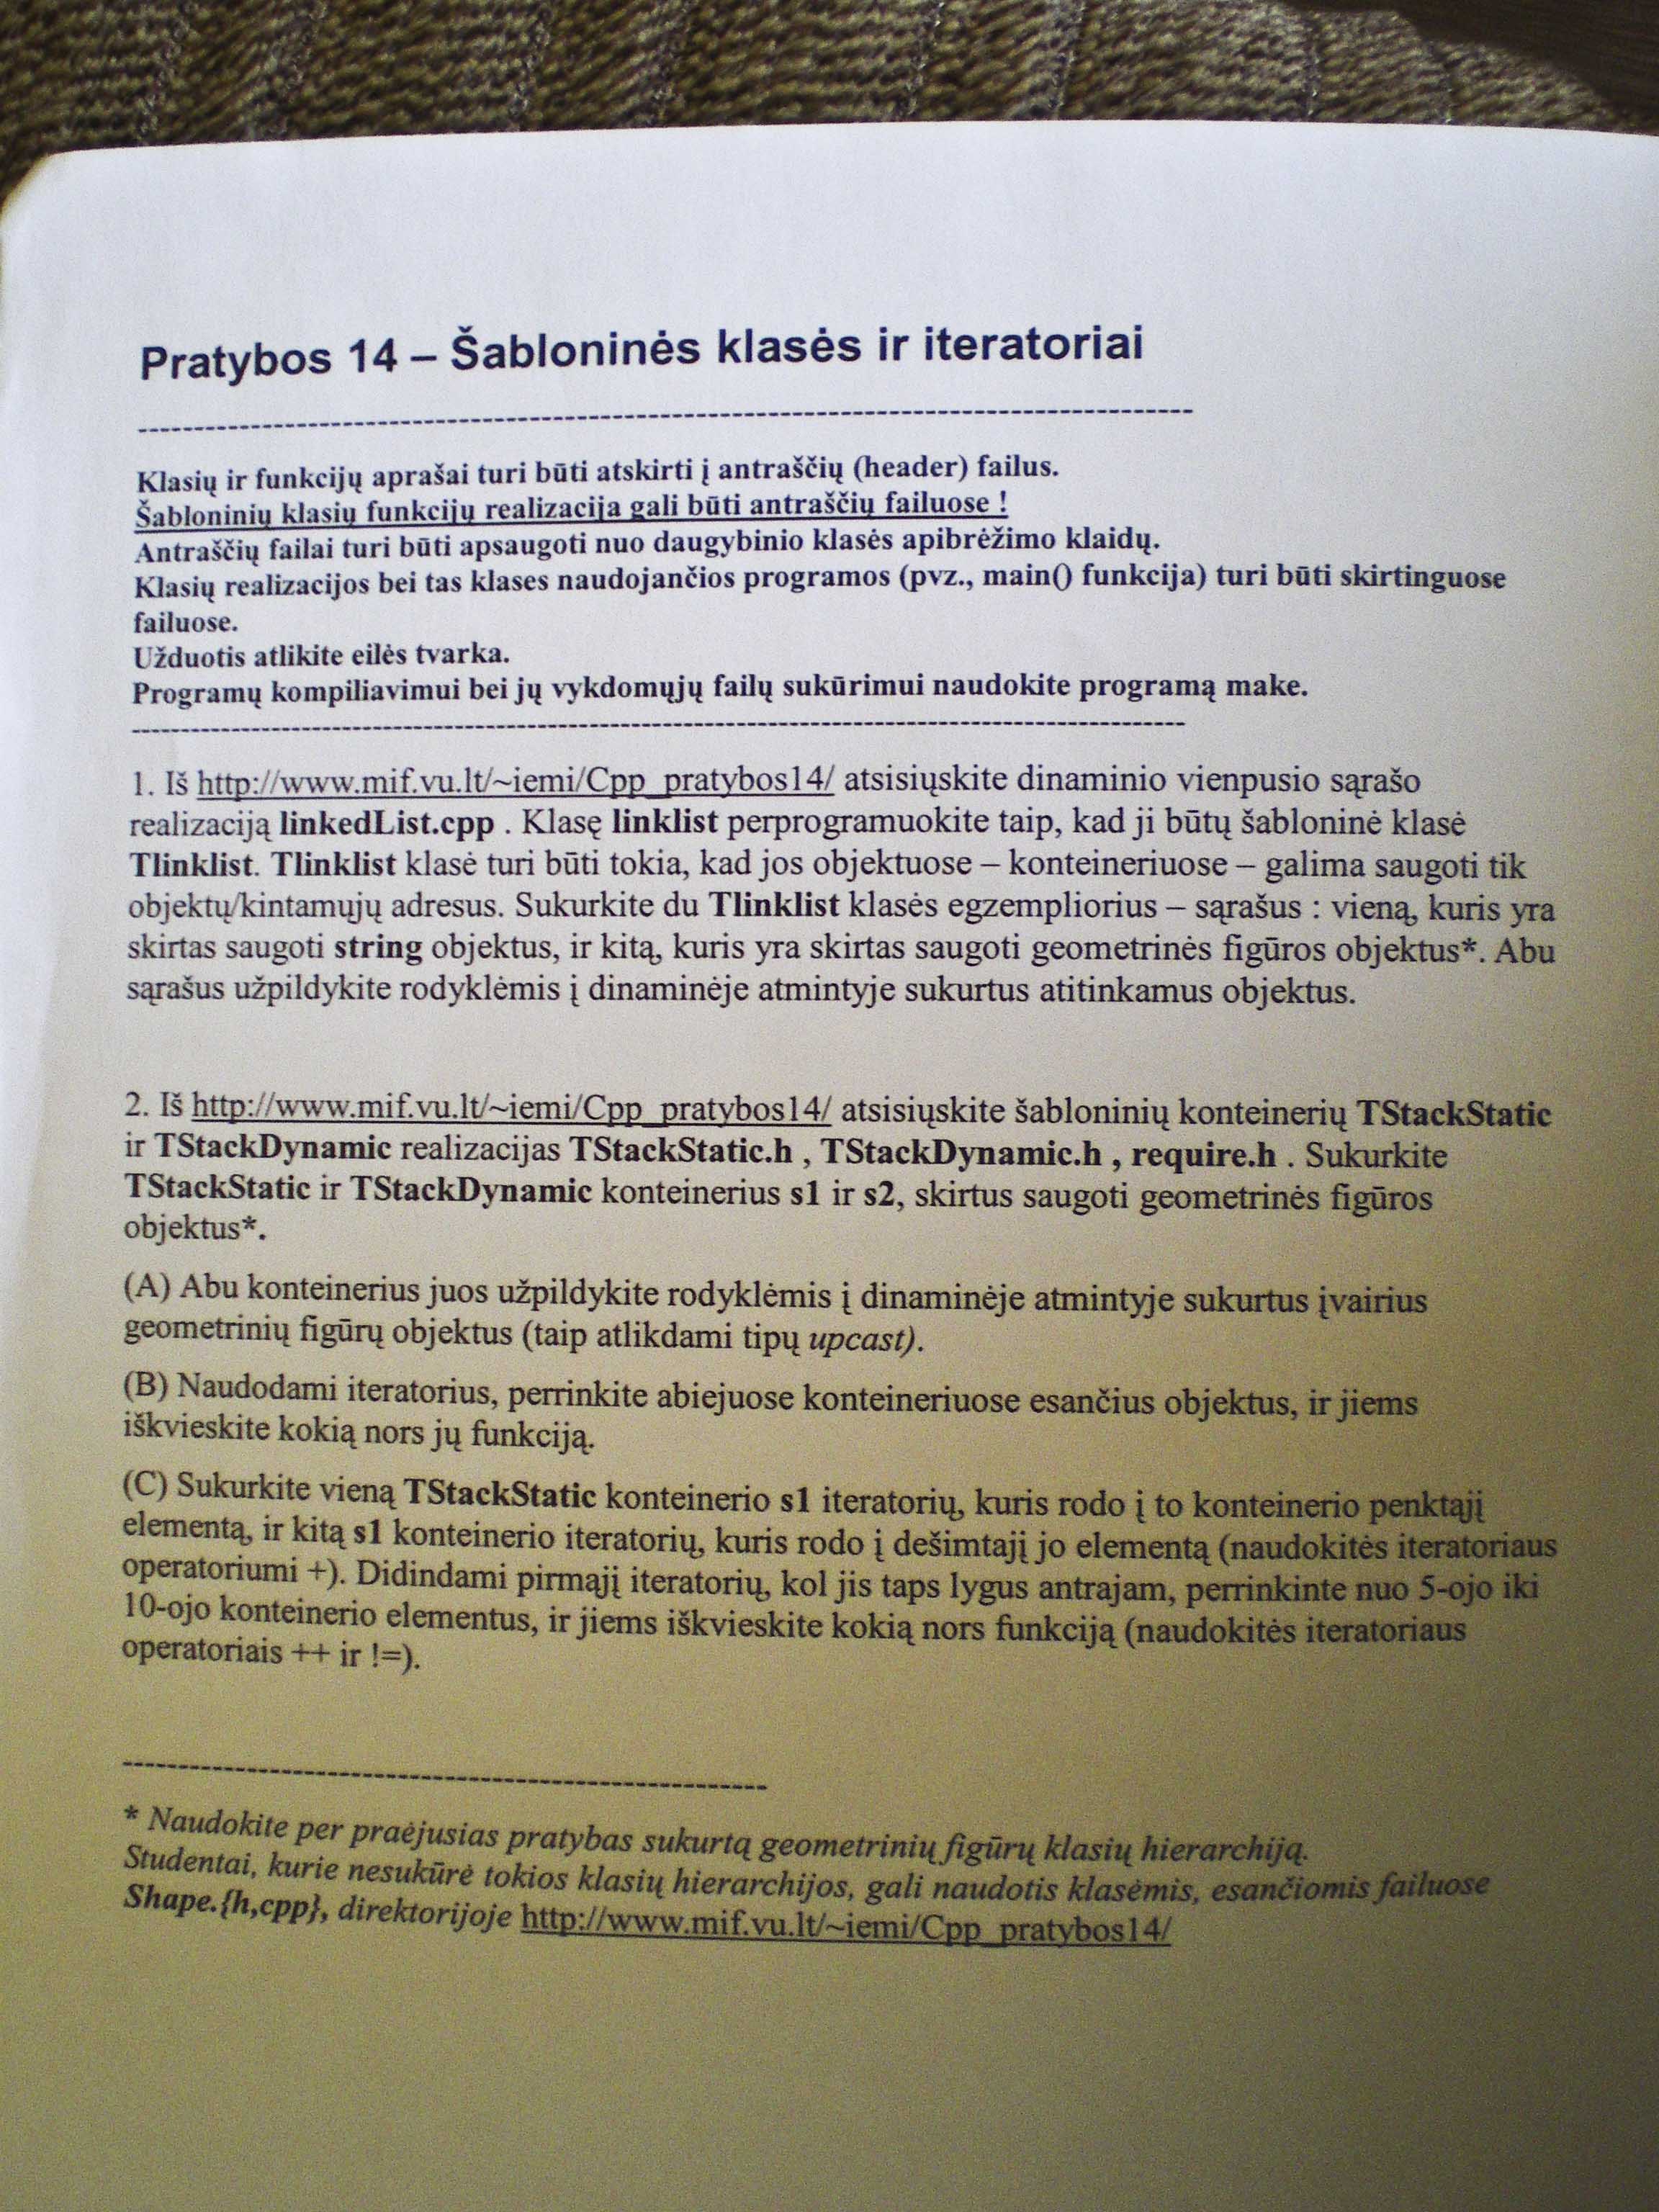 Pratybos 14 – Šabloninės klasės ir iteratoriai
-----------------------------------------------------------------------------------------------
Klasių ir funkcijų aprašai turi būti atskirti į antraščių (header) failus.
Šabloninių klasių funkcijų realizacija gali būti antraščių failuose !
Antraščių failai turi būti apsaugoti nuo daugybinio klasės apibrėžimo klaidų.
Klasių realizacijos bei tas klases naudojančios programos (pvz., main() funkcija) turi būti skirtinguose
failuose.
Užduotis atlikite eilės tvarka.
Programų kompiliavimui bei jų vykdomųjų failų sukūrimui naudokite programą make.
-----------------------------------------------------------------------------------------------
1. Iš http://www.mif.vu.lt/~iemi/Cpp_pratybos14/ atsisiųskite dinaminio vienpusio sąrašo
realizaciją linkedList.cpp . Klasę linklist perprogramuokite taip, kad ji būtų šabloninė klasė
Tlinklist. Tlinklist klasė turi būti tokia, kad jos objektuose – konteineriuose – galima saugoti tik
objektų/kintamųjų adresus. Sukurkite du Tlinklist klasės egzempliorius – sąrašus : vieną, kuris yra
skirtas saugoti string objektus, ir kitą, kuris yra skirtas saugoti geometrinės figūros objektus*. Abu
sąrašus užpildykite rodyklėmis į dinaminėje atmintyje sukurtus atitinkamus objektus.
2. Iš http://www.mif.vu.lt/~iemi/Cpp_pratybos14/ atsisiųskite šabloninių konteinerių TStackStatic
ir TStackDynamic realizacijas TStackStatic.h , TStackDynamic.h , require.h . Sukurkite
TStackStatic ir TStackDynamic konteinerius s1 ir s2, skirtus saugoti geometrinės figūros
objektus*.
(A) Abu konteinerius juos užpildykite rodyklėmis į dinaminėje atmintyje sukurtus įvairius
geometrinių figūrų objektus (taip atlikdami tipų upcast).
(B) Naudodami iteratorius, perrinkite abiejuose konteineriuose esančius objektus, ir jiems
iškvieskite kokią nors jų funkciją.
(C) Sukurkite vieną TStackStatic konteinerio s1 iteratorių, kuris rodo į to konteinerio penktąjį
elementą, ir kitą s1 konteinerio iteratorių, kuris rodo į dešimtąjį jo elementą (naudokitės iteratoriaus
operatoriumi +). Didindami pirmąjį iteratorių, kol jis taps lygus antrajam, perrinkinte nuo 5-ojo iki
10-ojo konteinerio elementus, ir jiems iškvieskite kokią nors funkciją (naudokitės iteratoriaus
operatoriais ++ ir !=).
----------------------------------------------------------
* Naudokite per praėjusias pratybas sukurtą geometrinių figūrų klasių hierarchiją.
Studentai, kurie nesukūrė tokios klasių hierarchijos, gali naudotis klasėmis, esančiomis failuose
Shape.{h,cpp}, direktorijoje http://www.mif.vu.lt/~iemi/Cpp_pratybos14/